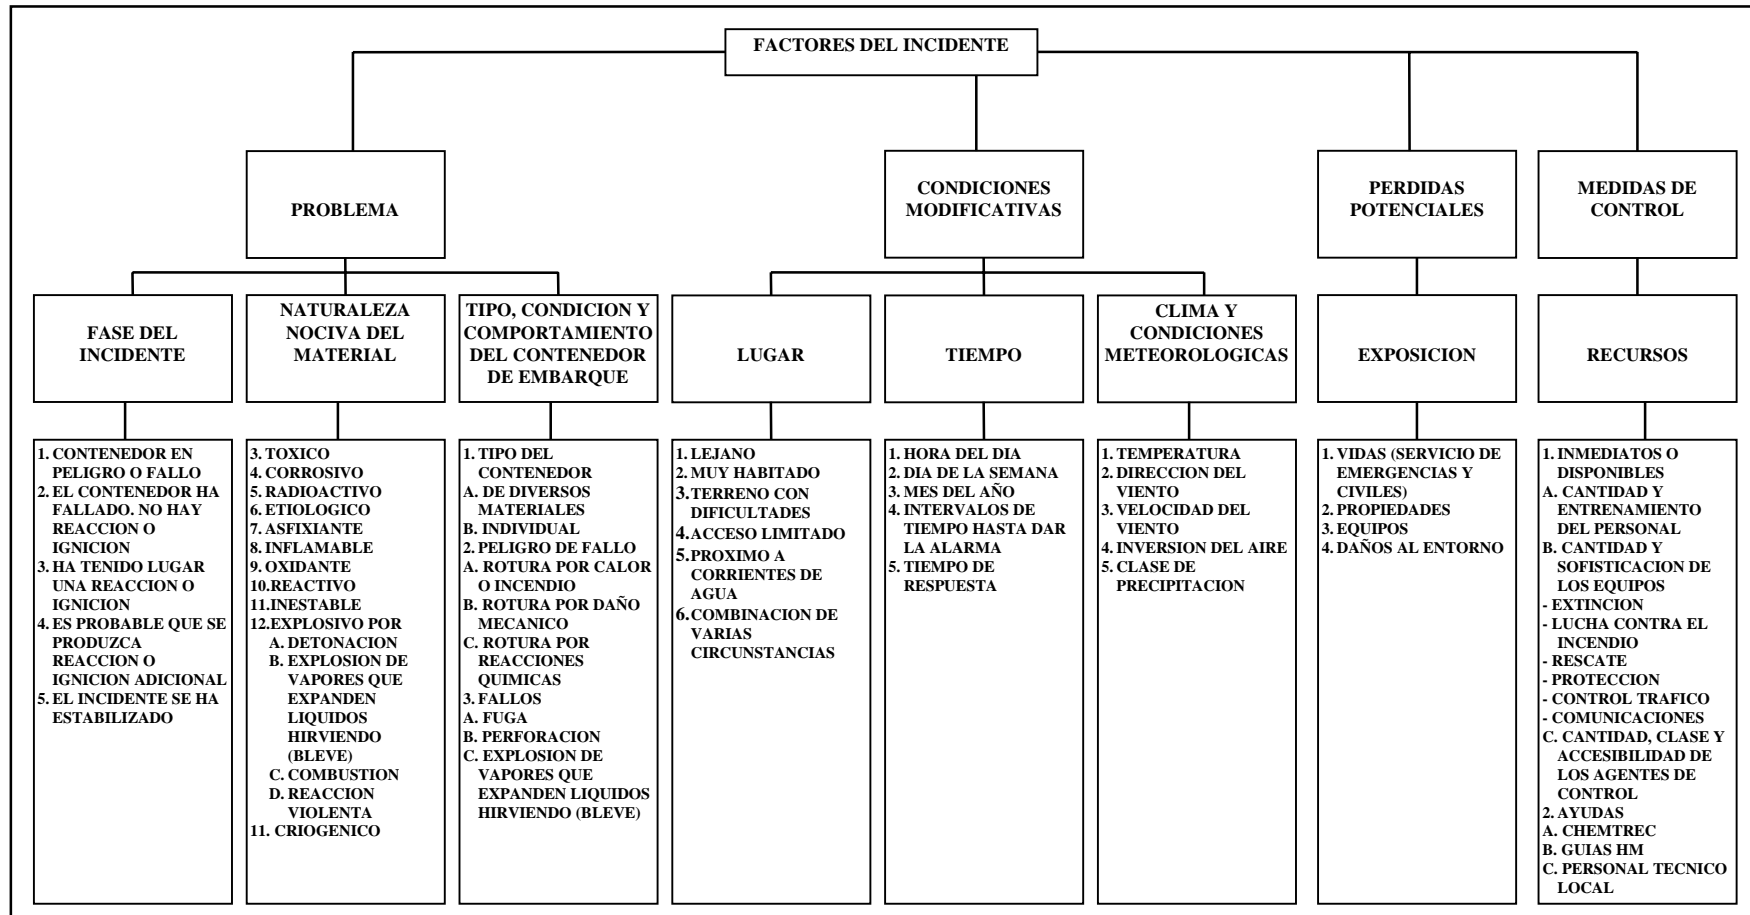 FACTORES DEL INCIDENTE
PROBLEMA
CONDICIONES
MODIFICATIVAS
PERDIDAS
POTENCIALES
MEDIDAS DE
CONTROL
FASE DEL
INCIDENTE
NATURALEZA
NOCIVA DEL
MATERIAL
TIPO, CONDICION Y
COMPORTAMIENTO
DEL CONTENEDOR
DE EMBARQUE
LUGAR
TIEMPO
CLIMA Y
CONDICIONES
METEOROLOGICAS
EXPOSICION
RECURSOS
1. CONTENEDOR EN
PELIGRO O FALLO
2. EL CONTENEDOR HA
FALLADO. NO HAY
REACCION O
IGNICION
3. HA TENIDO LUGAR
UNA REACCION O
IGNICION
4. ES PROBABLE QUE SE
PRODUZCA
REACCION O
IGNICION ADICIONAL
5. EL INCIDENTE SE HA
ESTABILIZADO
3. TOXICO
4. CORROSIVO
5. RADIOACTIVO
6. ETIOLOGICO
7. ASFIXIANTE
8. INFLAMABLE
9. OXIDANTE
10. REACTIVO
11. INESTABLE
12. EXPLOSIVO POR
A. DETONACION
B. EXPLOSION DE
VAPORES QUE
EXPANDEN
LIQUIDOS
HIRVIENDO
(BLEVE)
C. COMBUSTION
D. REACCION
VIOLENTA
11. CRIOGENICO
1. TIPO DEL
CONTENEDOR
A. DE DIVERSOS
MATERIALES
B. INDIVIDUAL
2. PELIGRO DE FALLO
A. ROTURA POR CALOR
O INCENDIO
B. ROTURA POR DAÑO
MECANICO
C. ROTURA POR
REACCIONES
QUIMICAS
3. FALLOS
A. FUGA
B. PERFORACION
C. EXPLOSION DE
VAPORES QUE
EXPANDEN LIQUIDOS
HIRVIENDO (BLEVE)
1. LEJANO
2. MUY HABITADO
3. TERRENO CON
DIFICULTADES
4. ACCESO LIMITADO
5. PROXIMO A
CORRIENTES DE
AGUA
6. COMBINACION DE
VARIAS
CIRCUNSTANCIAS
1. HORA DEL DIA
2. DIA DE LA SEMANA
3. MES DEL AÑO
4. INTERVALOS DE
TIEMPO HASTA DAR
LA ALARMA
5. TIEMPO DE
RESPUESTA
1. TEMPERATURA
2. DIRECCION DEL
VIENTO
3. VELOCIDAD DEL
VIENTO
4. INVERSION DEL AIRE
5. CLASE DE
PRECIPITACION
1. VIDAS (SERVICIO DE
EMERGENCIAS Y
CIVILES)
2. PROPIEDADES
3. EQUIPOS
4. DAÑOS AL ENTORNO
1. INMEDIATOS O
DISPONIBLES
A. CANTIDAD Y
ENTRENAMIENTO
DEL PERSONAL
B. CANTIDAD Y
SOFISTICACION DE
LOS EQUIPOS
- EXTINCION
- LUCHA CONTRA EL
INCENDIO
- RESCATE
- PROTECCION
- CONTROL TRAFICO
- COMUNICACIONES
C. CANTIDAD, CLASE Y
ACCESIBILIDAD DE
LOS AGENTES DE
CONTROL
2. AYUDAS
A. CHEMTREC
B. GUIAS HM
C. PERSONAL TECNICO
LOCAL